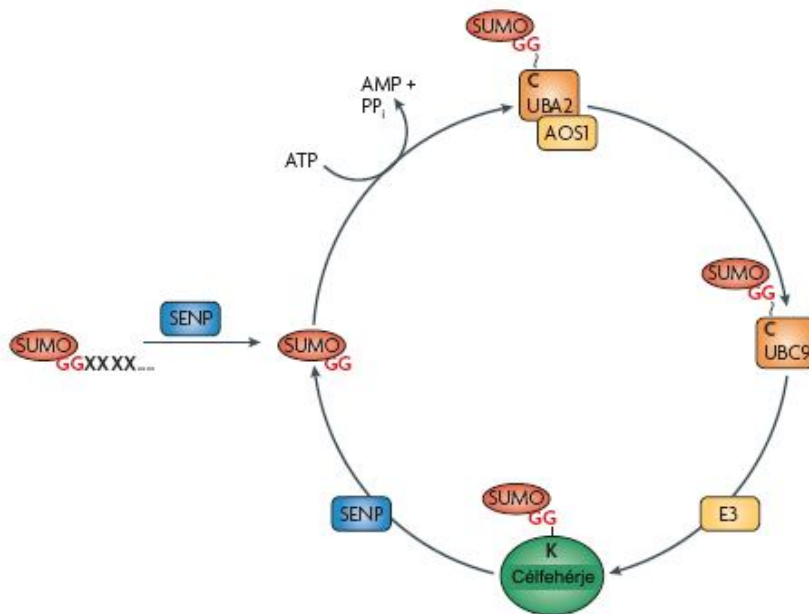 SUMO
GG
C
UBA2
AOS1
AMP +
PPi
ATP
SUMO
GG
C
UBC9
SENP
SUMO
GGXXXX......
SUMO
GG
SENP
SUMO
GG
K
Célfehérje
E3